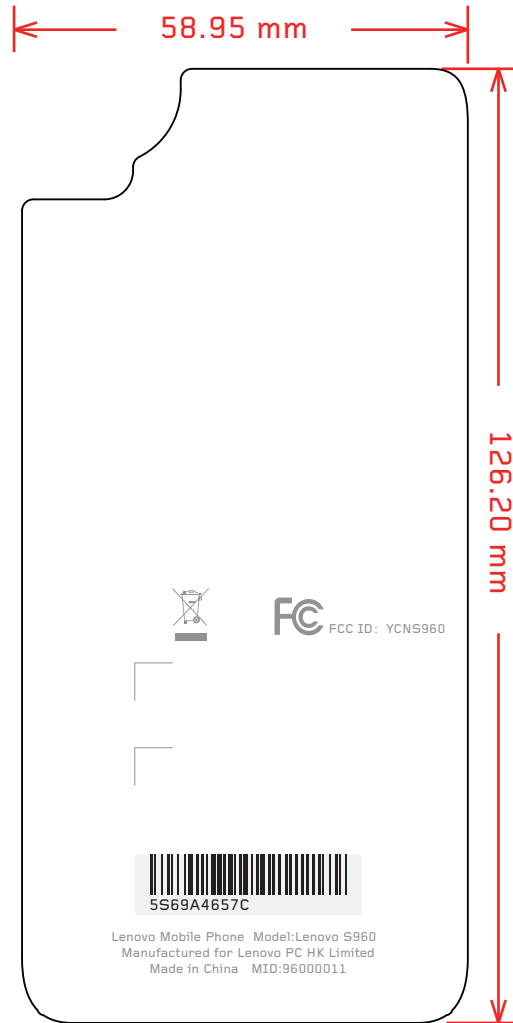 58.95 mm
126.20 mm
FC FCC ID: YCNS960
5S69A4657C
Lenovo Mobile Phone Model:Lenovo S960
Manufactured for Lenovo PC HK Limited
Made in China MID:96000011